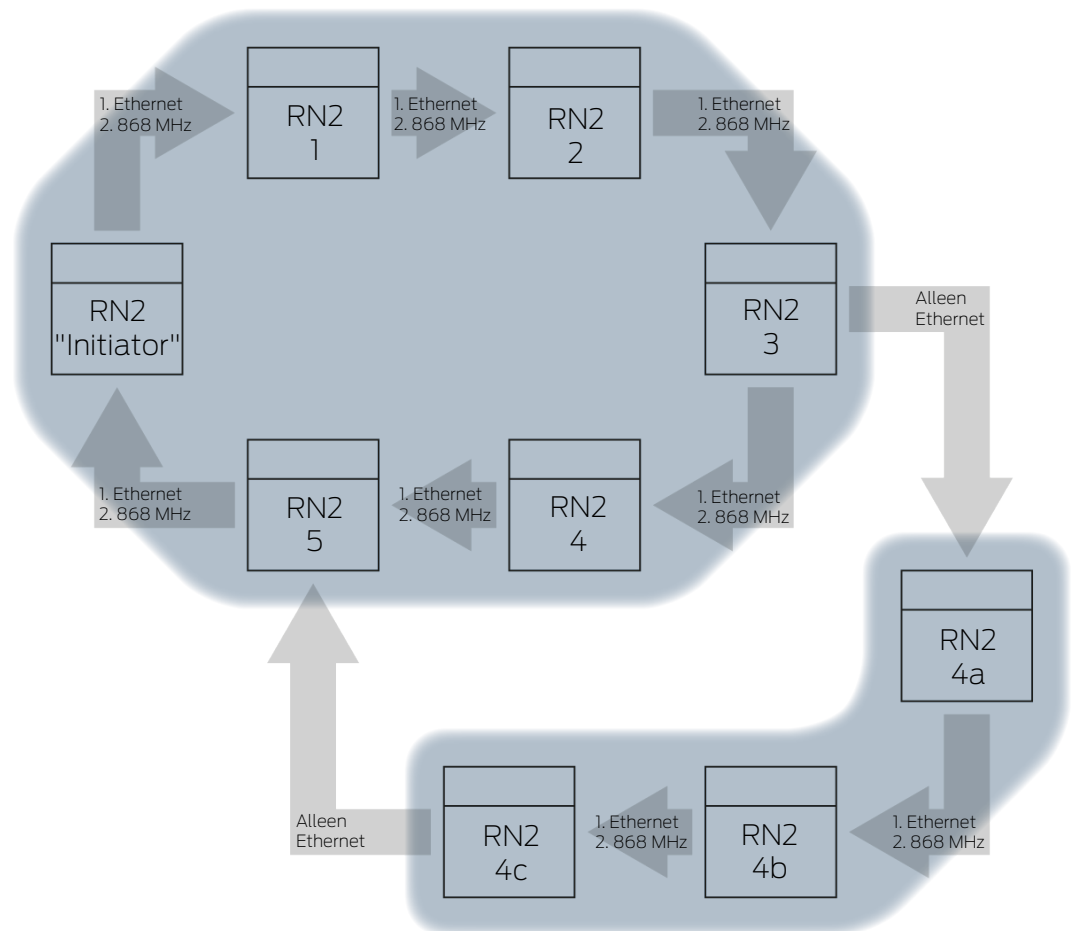 1. Ethernet
2. 868 MHz
RN2
1
1. Ethernet
2. 868 MHz
RN2
2
1. Ethernet
2. 868 MHz
RN2
"Initiator"
RN2
3
Alleen
Ethernet
1. Ethernet
2. 868 MHz
RN2
5
1. Ethernet
2. 868 MHz
RN2
4
1. Ethernet
2. 868 MHz
RN2
4a
Alleen
Ethernet
RN2
4c
1. Ethernet
2. 868 MHz
RN2
4b
1. Ethernet
2. 868 MHz